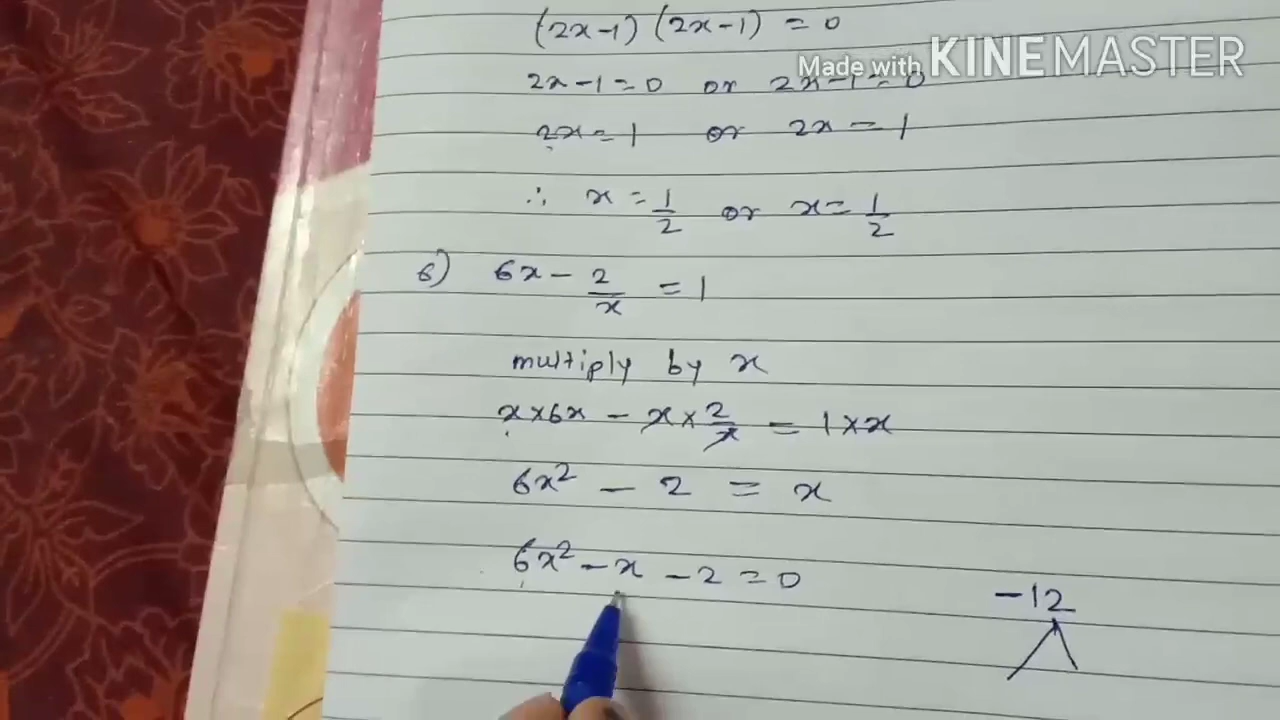 (2x-1) (2x-1) = 0
Made with KINEMASTER
2x-1=0 or 2x-1=0
2x=1 or 2x=1
∴ x=1/2 or x=1/2
6) 6x - 2/x = 1
multiply by x
x×6x - x×2/x = 1×x
6x² - 2 = x
6x² - x - 2 = 0
-12